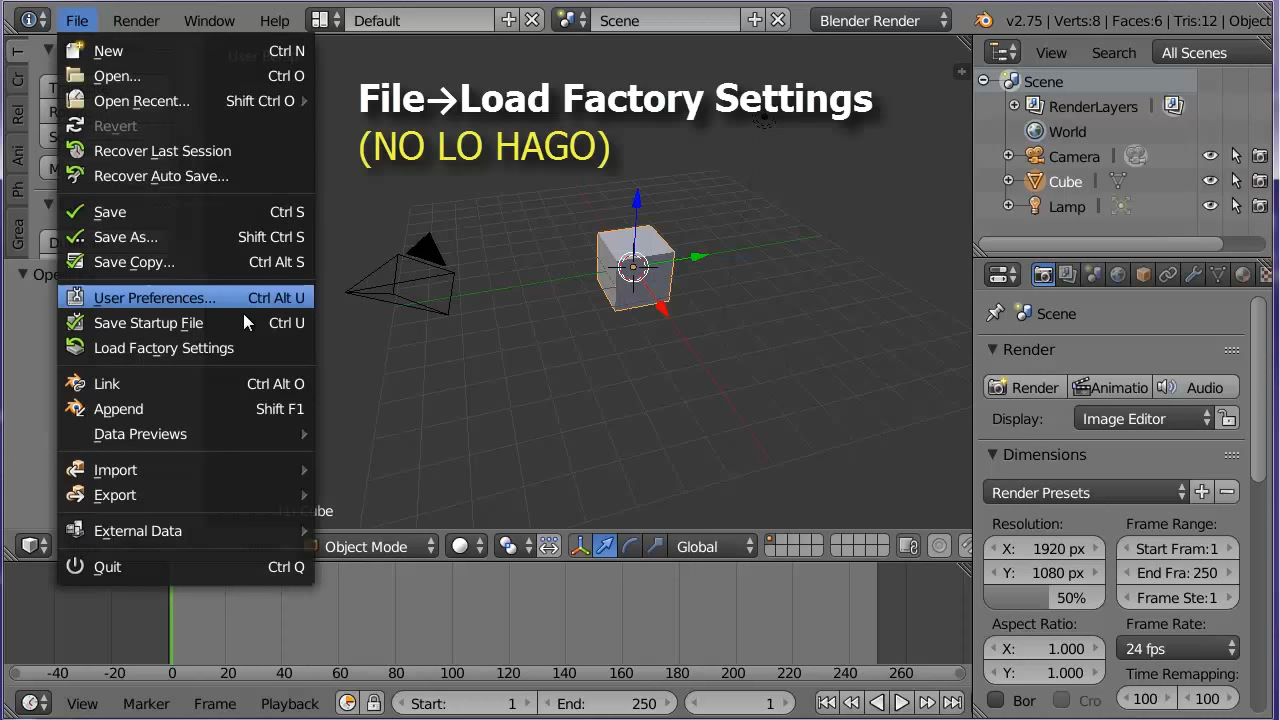 File Render Window Help Default Scene Blender Render v2.75 | Verts:8 | Faces:6 | Tris:12 | Object
New Ctrl N
Open... Ctrl O
Open Recent... Shift Ctrl O
Revert
Recover Last Session
Recover Auto Save...
Save Ctrl S
Save As... Shift Ctrl S
Save Copy... Ctrl Alt S
User Preferences... Ctrl Alt U
Save Startup File Ctrl U
Load Factory Settings
Link Ctrl Alt O
Append Shift F1
Data Previews
Import
Export
External Data
Quit Ctrl Q
T
Cr
Rel
Ani
Ph
Grea
File→Load Factory Settings
(NO LO HAGO)
Cube
Object Mode Global
View Search All Scenes
Scene
RenderLayers
World
Camera
Cube
Lamp
Scene
Render
Render Animatio Audio
Display: Image Editor
Dimensions
Render Presets
Resolution: Frame Range:
X: 1920 px Start Fram:1
Y: 1080 px End Fra: 250
50% Frame Ste:1
Aspect Ratio: Frame Rate:
X: 1.000 24 fps
Y: 1.000 Time Remapping:
Bor Cro 100 100
-40 -20 0 20 40 60 80 100 120 140 160 180 200 220 240 260
View Marker Frame Playback Start: 1 End: 250 1